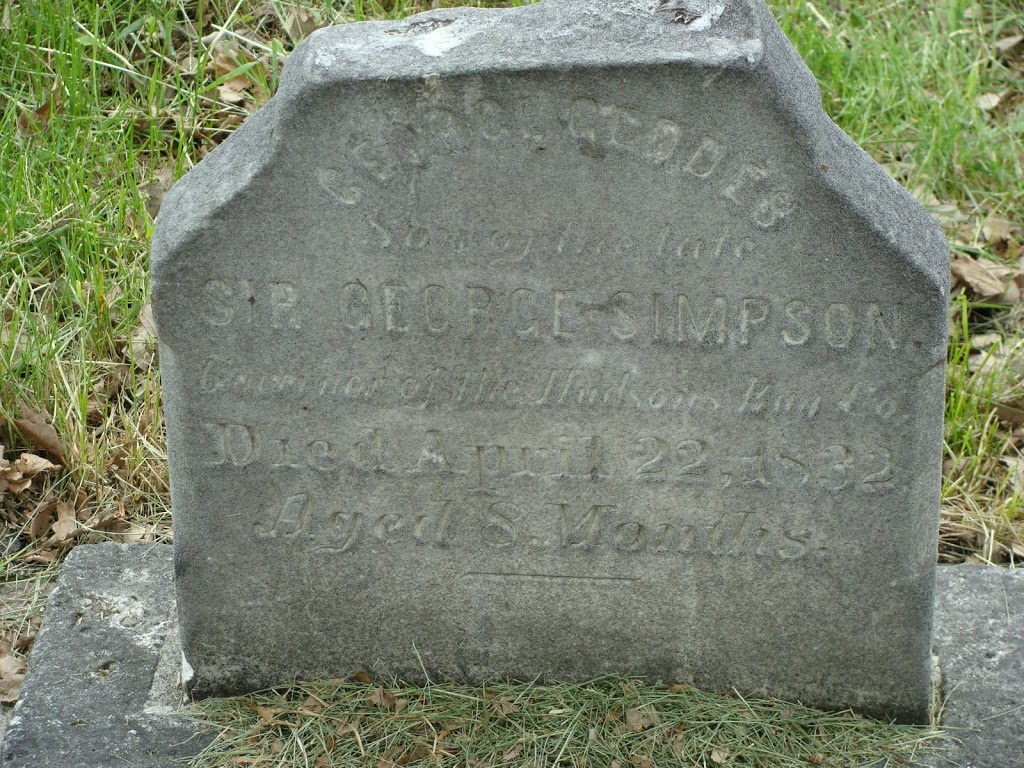 GEORGE GEDDES
Son of the late
SIR GEORGE SIMPSON.
Governor of the Hudsons Bay Co.
Died April 22, 1832.
Aged 8 Months.